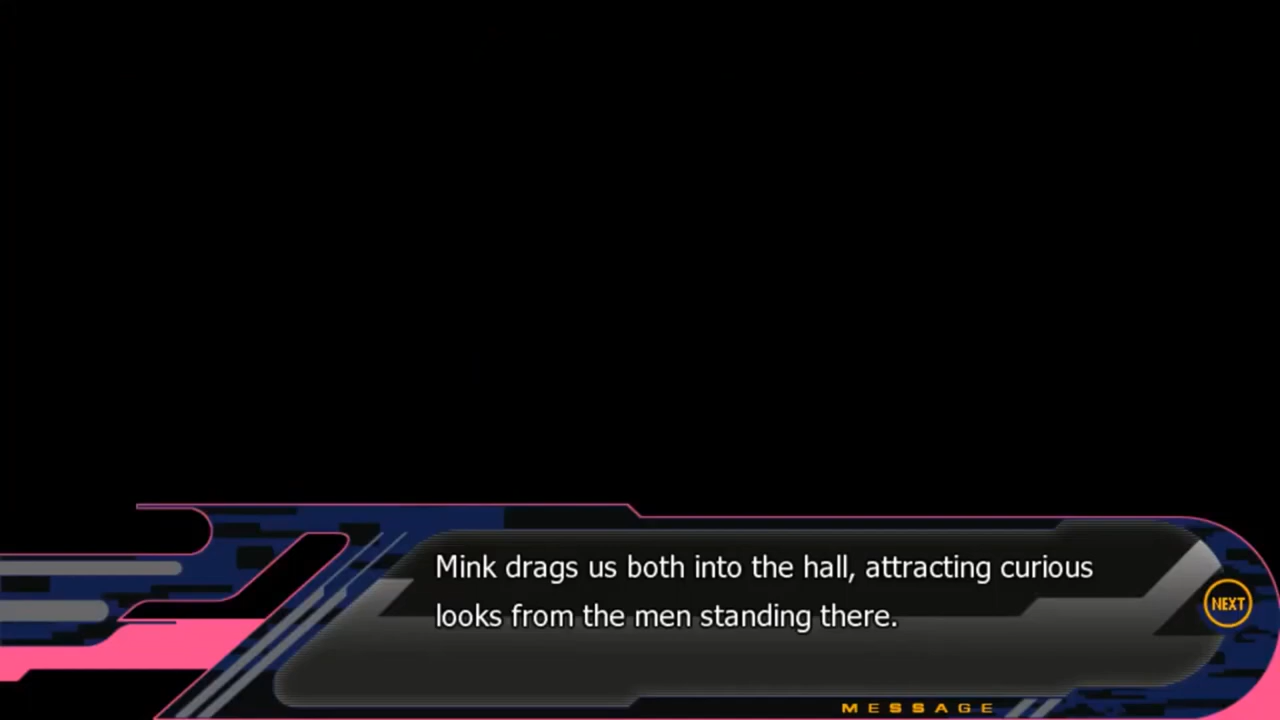 Mink drags us both into the hall, attracting curious
looks from the men standing there.
NEXT
MESSAGE